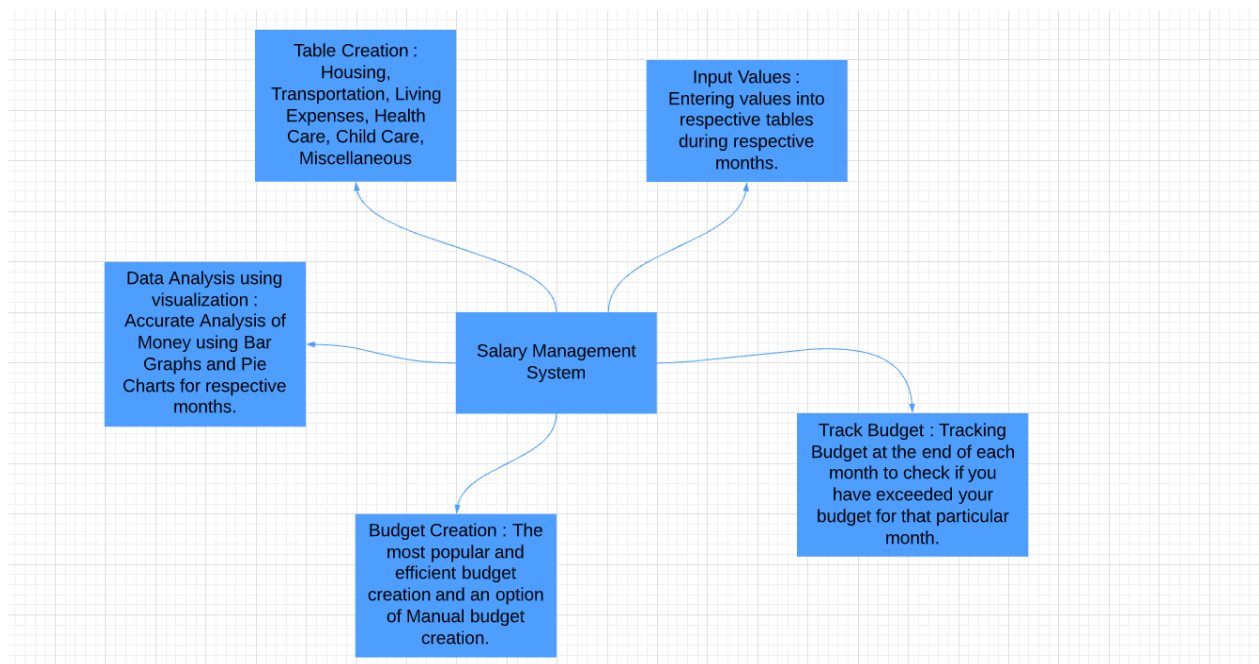 Table Creation :
Housing,
Transportation, Living
Expenses, Health
Care, Child Care,
Miscellaneous
Input Values :
Entering values into
respective tables
during respective
months.
Data Analysis using
visualization :
Accurate Analysis of
Money using Bar
Graphs and Pie
Charts for respective
months.
Salary Management
System
Track Budget : Tracking
Budget at the end of each
month to check if you
have exceeded your
budget for that particular
month.
Budget Creation : The
most popular and
efficient budget
creation and an option
of Manual budget
creation.